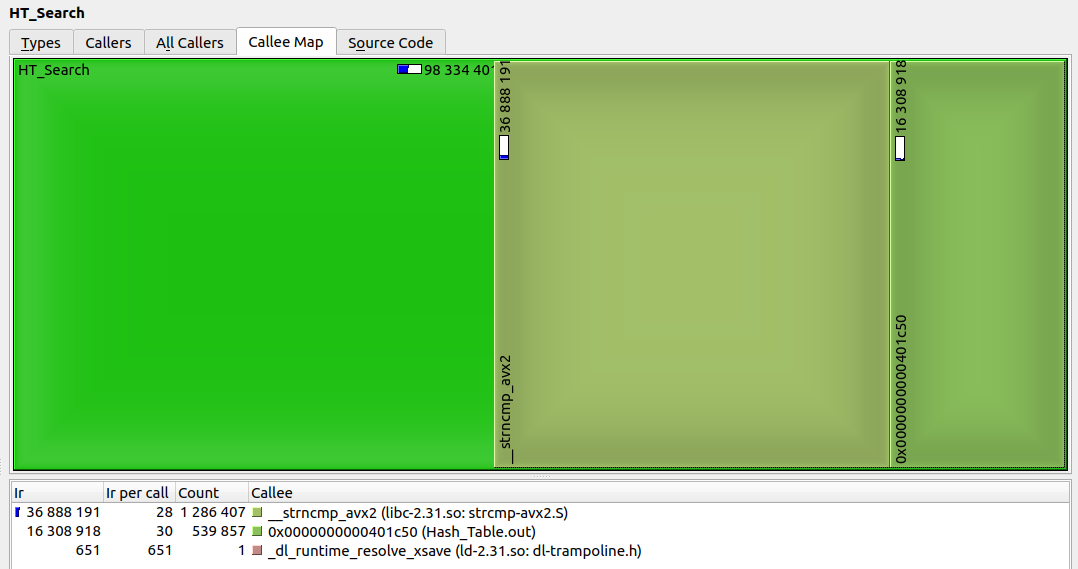 HT_Search
Types Callers All Callers Callee Map Source Code
HT_Search 98 334 401
36 888 191
__strncmp_avx2
16 308 918
0x0000000000401c50
Ir Ir per call Count Callee
36 888 191 28 1 286 407 __strncmp_avx2 (libc-2.31.so: strcmp-avx2.S)
16 308 918 30 539 857 0x0000000000401c50 (Hash_Table.out)
651 651 1 _dl_runtime_resolve_xsave (ld-2.31.so: dl-trampoline.h)